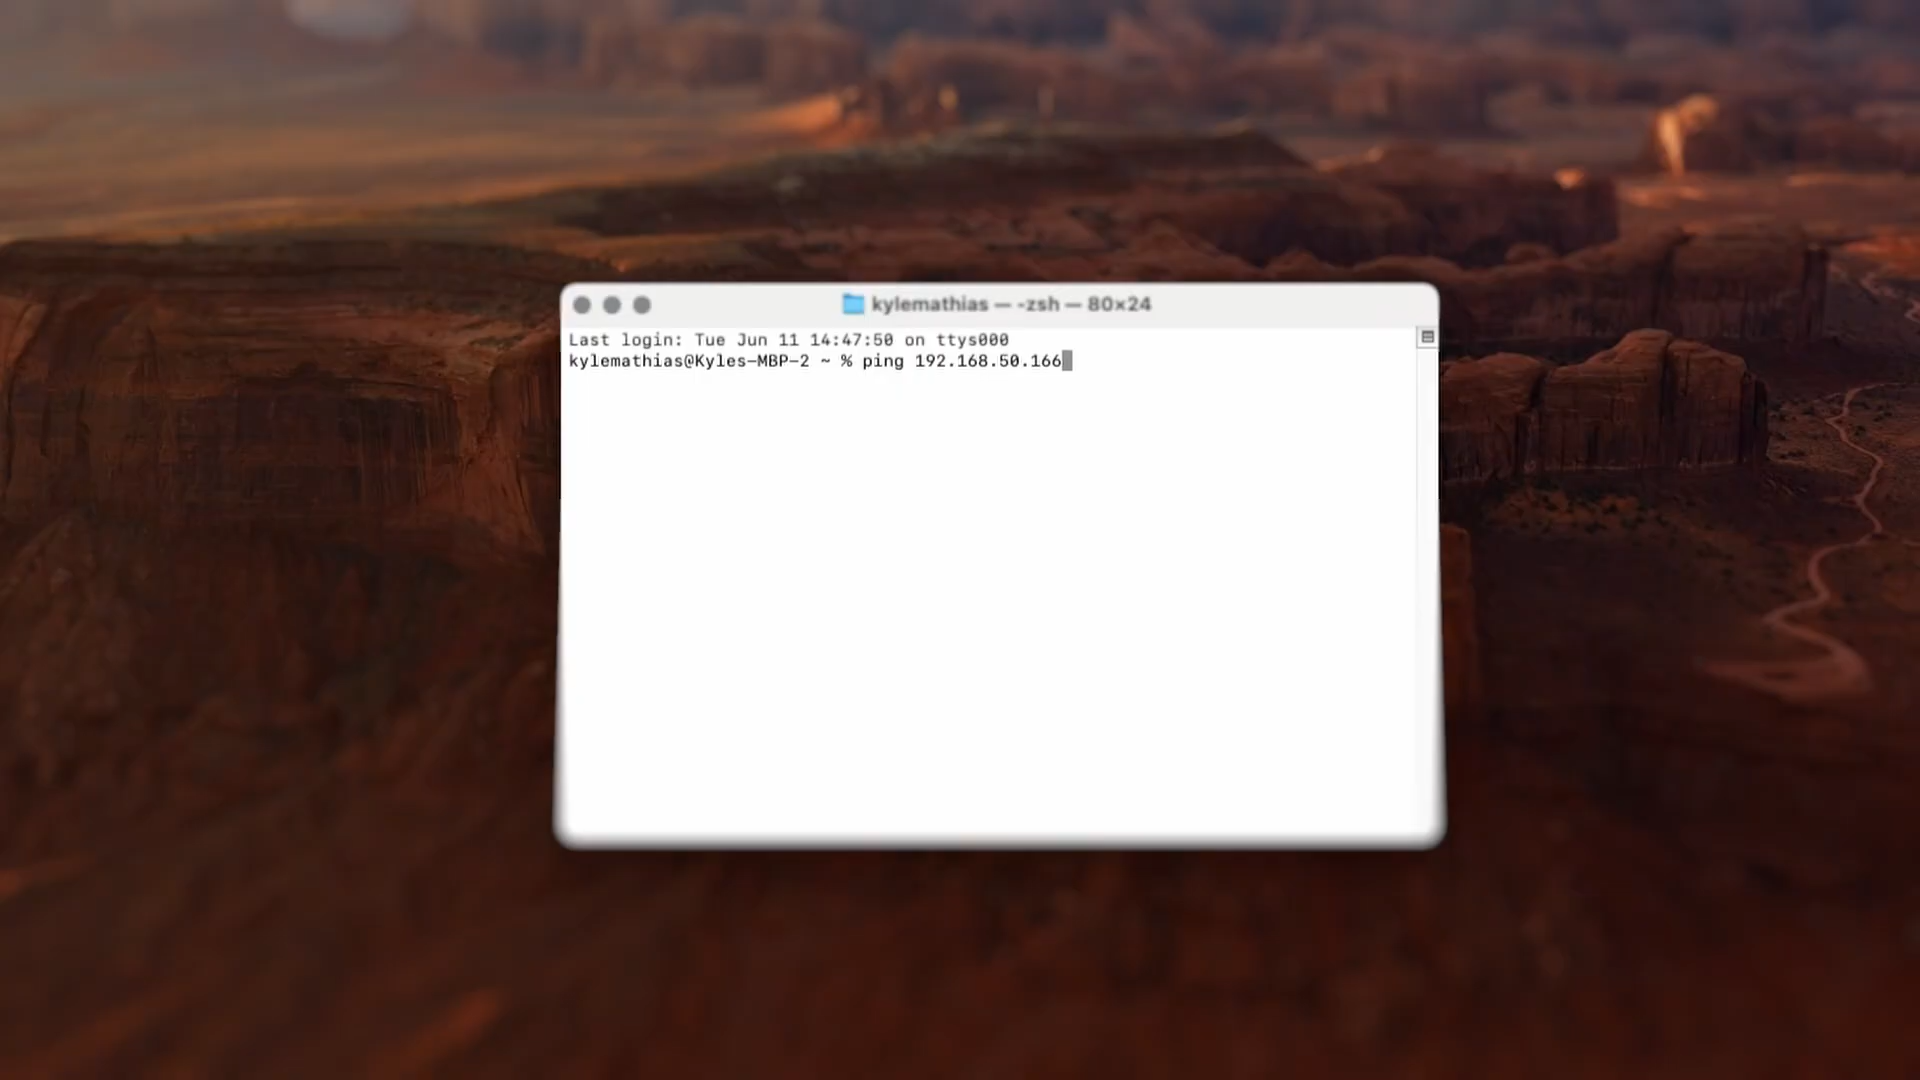 kylemathias — -zsh — 80×24
Last login: Tue Jun 11 14:47:50 on ttys000
kylemathias@Kyles-MBP-2 ~ % ping 192.168.50.166